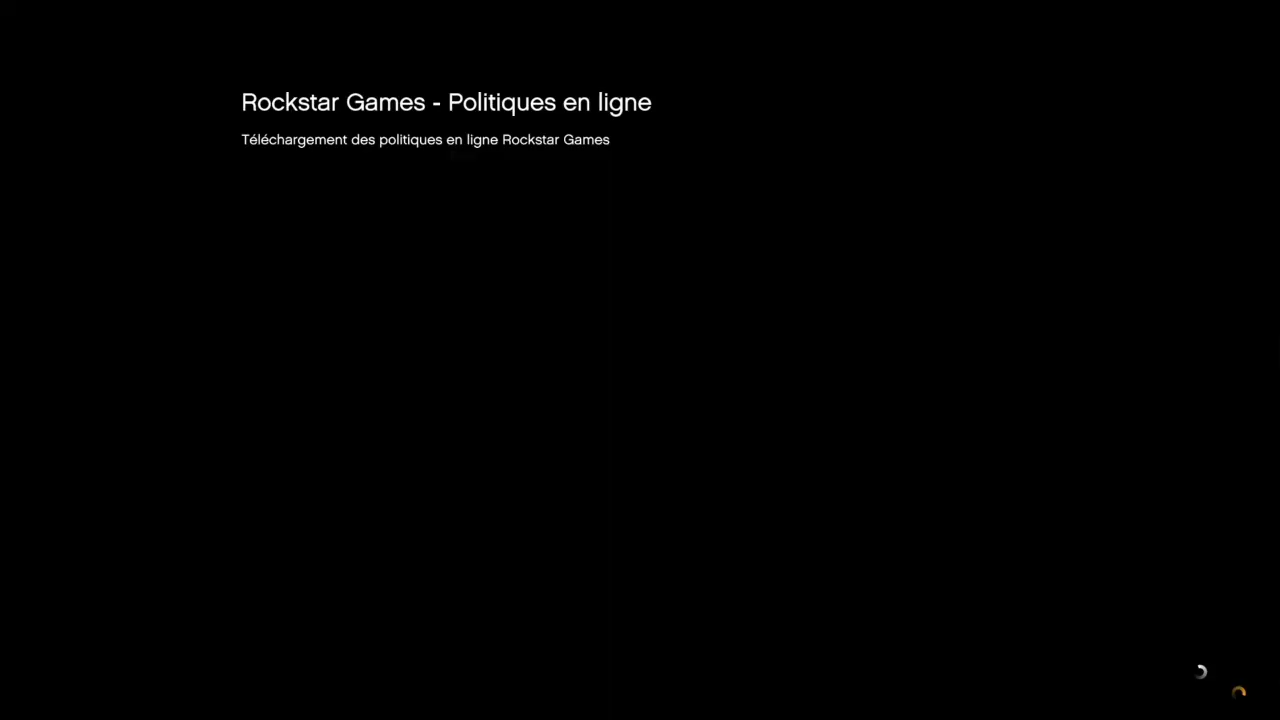 Rockstar Games - Politiques en ligne
Téléchargement des politiques en ligne Rockstar Games